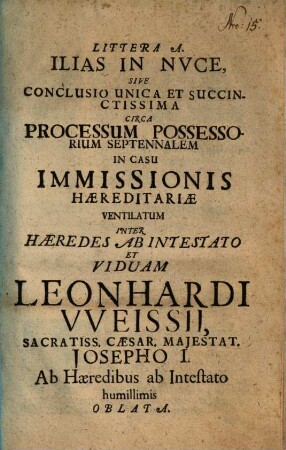 Nro: 15.
LITTERA A.
ILIAS IN NVCE,
SIVE
CONCLUSIO UNICA ET SUCCIN-
CTISSIMA
CIRCA
PROCESSUM POSSESSO-
RIUM SEPTENNALEM
IN CASU
IMMISSIONIS
HÆREDITARIÆ
VENTILATUM
INTER
HÆREDES AB INTESTATO
ET
VIDUAM
LEONHARDI
VVEISSII,
SACRATISS. CÆSAR. MAJESTAT.
JOSEPHO I.
Ab Hæredibus ab Intestato
humillimis
OBLATA.